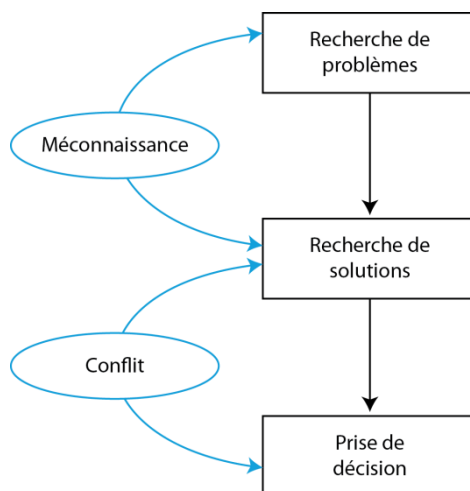 Recherche de
problèmes
Méconnaissance
Recherche de
solutions
Conflit
Prise de
décision